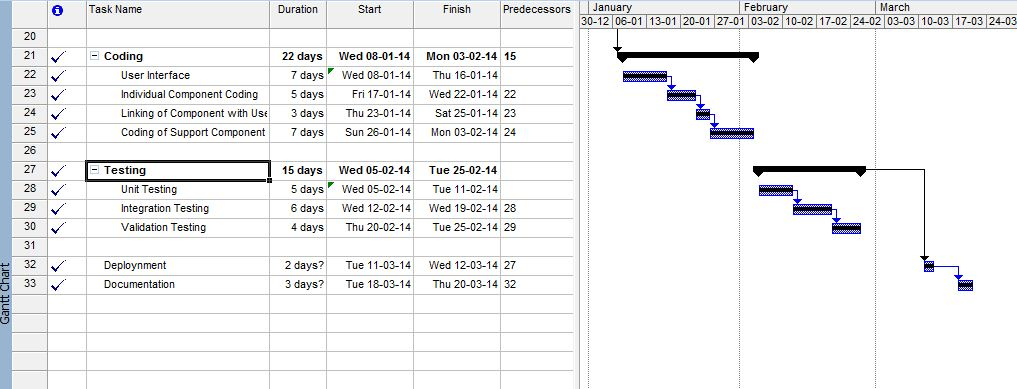 Task Name Duration Start Finish Predecessors January February March
30-12 06-01 13-01 20-01 27-01 03-02 10-02 17-02 24-02 03-03 10-03 17-03 24-03
20
21 Coding 22 days Wed 08-01-14 Mon 03-02-14 15
22 User Interface 7 days Wed 08-01-14 Thu 16-01-14
23 Individual Component Coding 5 days Fri 17-01-14 Wed 22-01-14 22
24 Linking of Component with Use 3 days Thu 23-01-14 Sat 25-01-14 23
25 Coding of Support Component 7 days Sun 26-01-14 Mon 03-02-14 24
26
27 Testing 15 days Wed 05-02-14 Tue 25-02-14
28 Unit Testing 5 days Wed 05-02-14 Tue 11-02-14
29 Integration Testing 6 days Wed 12-02-14 Wed 19-02-14 28
30 Validation Testing 4 days Thu 20-02-14 Tue 25-02-14 29
31
32 Deploynment 2 days? Tue 11-03-14 Wed 12-03-14 27
33 Documentation 3 days? Tue 18-03-14 Thu 20-03-14 32
Gantt Chart